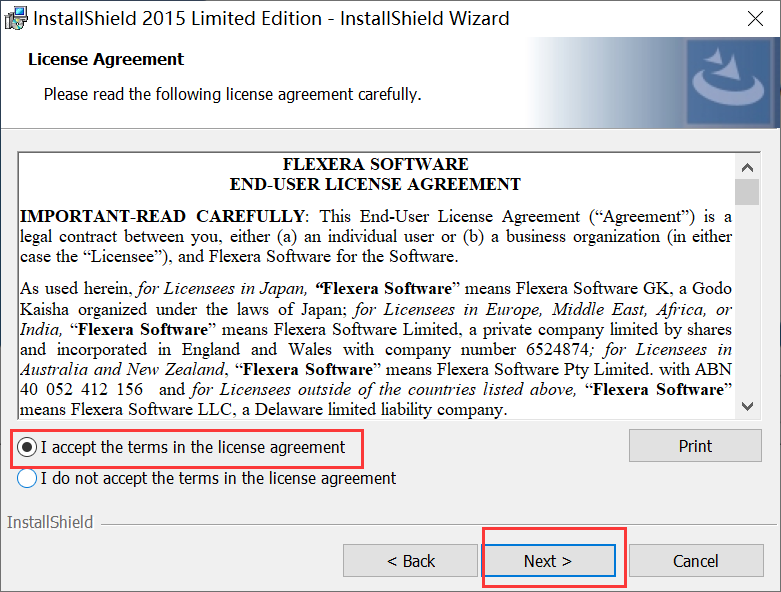 InstallShield 2015 Limited Edition - InstallShield Wizard
License Agreement
Please read the following license agreement carefully.
FLEXERA SOFTWARE
END-USER LICENSE AGREEMENT
IMPORTANT-READ CAREFULLY: This End-User License Agreement (“Agreement”) is a
legal contract between you, either (a) an individual user or (b) a business organization (in either
case the “Licensee”), and Flexera Software for the Software.
As used herein, for Licensees in Japan, “Flexera Software” means Flexera Software GK, a Godo
Kaisha organized under the laws of Japan; for Licensees in Europe, Middle East, Africa, or
India, “Flexera Software” means Flexera Software Limited, a private company limited by shares
and incorporated in England and Wales with company number 6524874; for Licensees in
Australia and New Zealand, “Flexera Software” means Flexera Software Pty Limited. with ABN
40 052 412 156 and for Licensees outside of the countries listed above, “Flexera Software”
means Flexera Software LLC, a Delaware limited liability company.
I accept the terms in the license agreement
Print
I do not accept the terms in the license agreement
InstallShield
< Back
Next >
Cancel